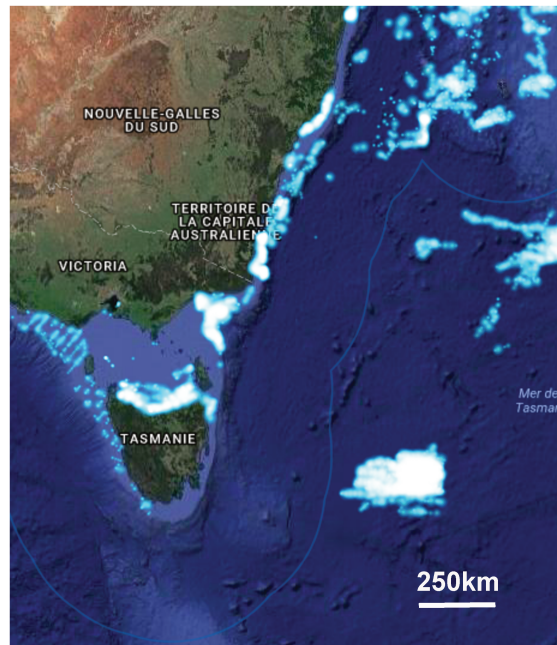 NOUVELLE-GALLES
DU SUD
TERRITOIRE DE
LA CAPITALE
AUSTRALIENNE
VICTORIA
Mer de
Tasman
TASMANIE
250km